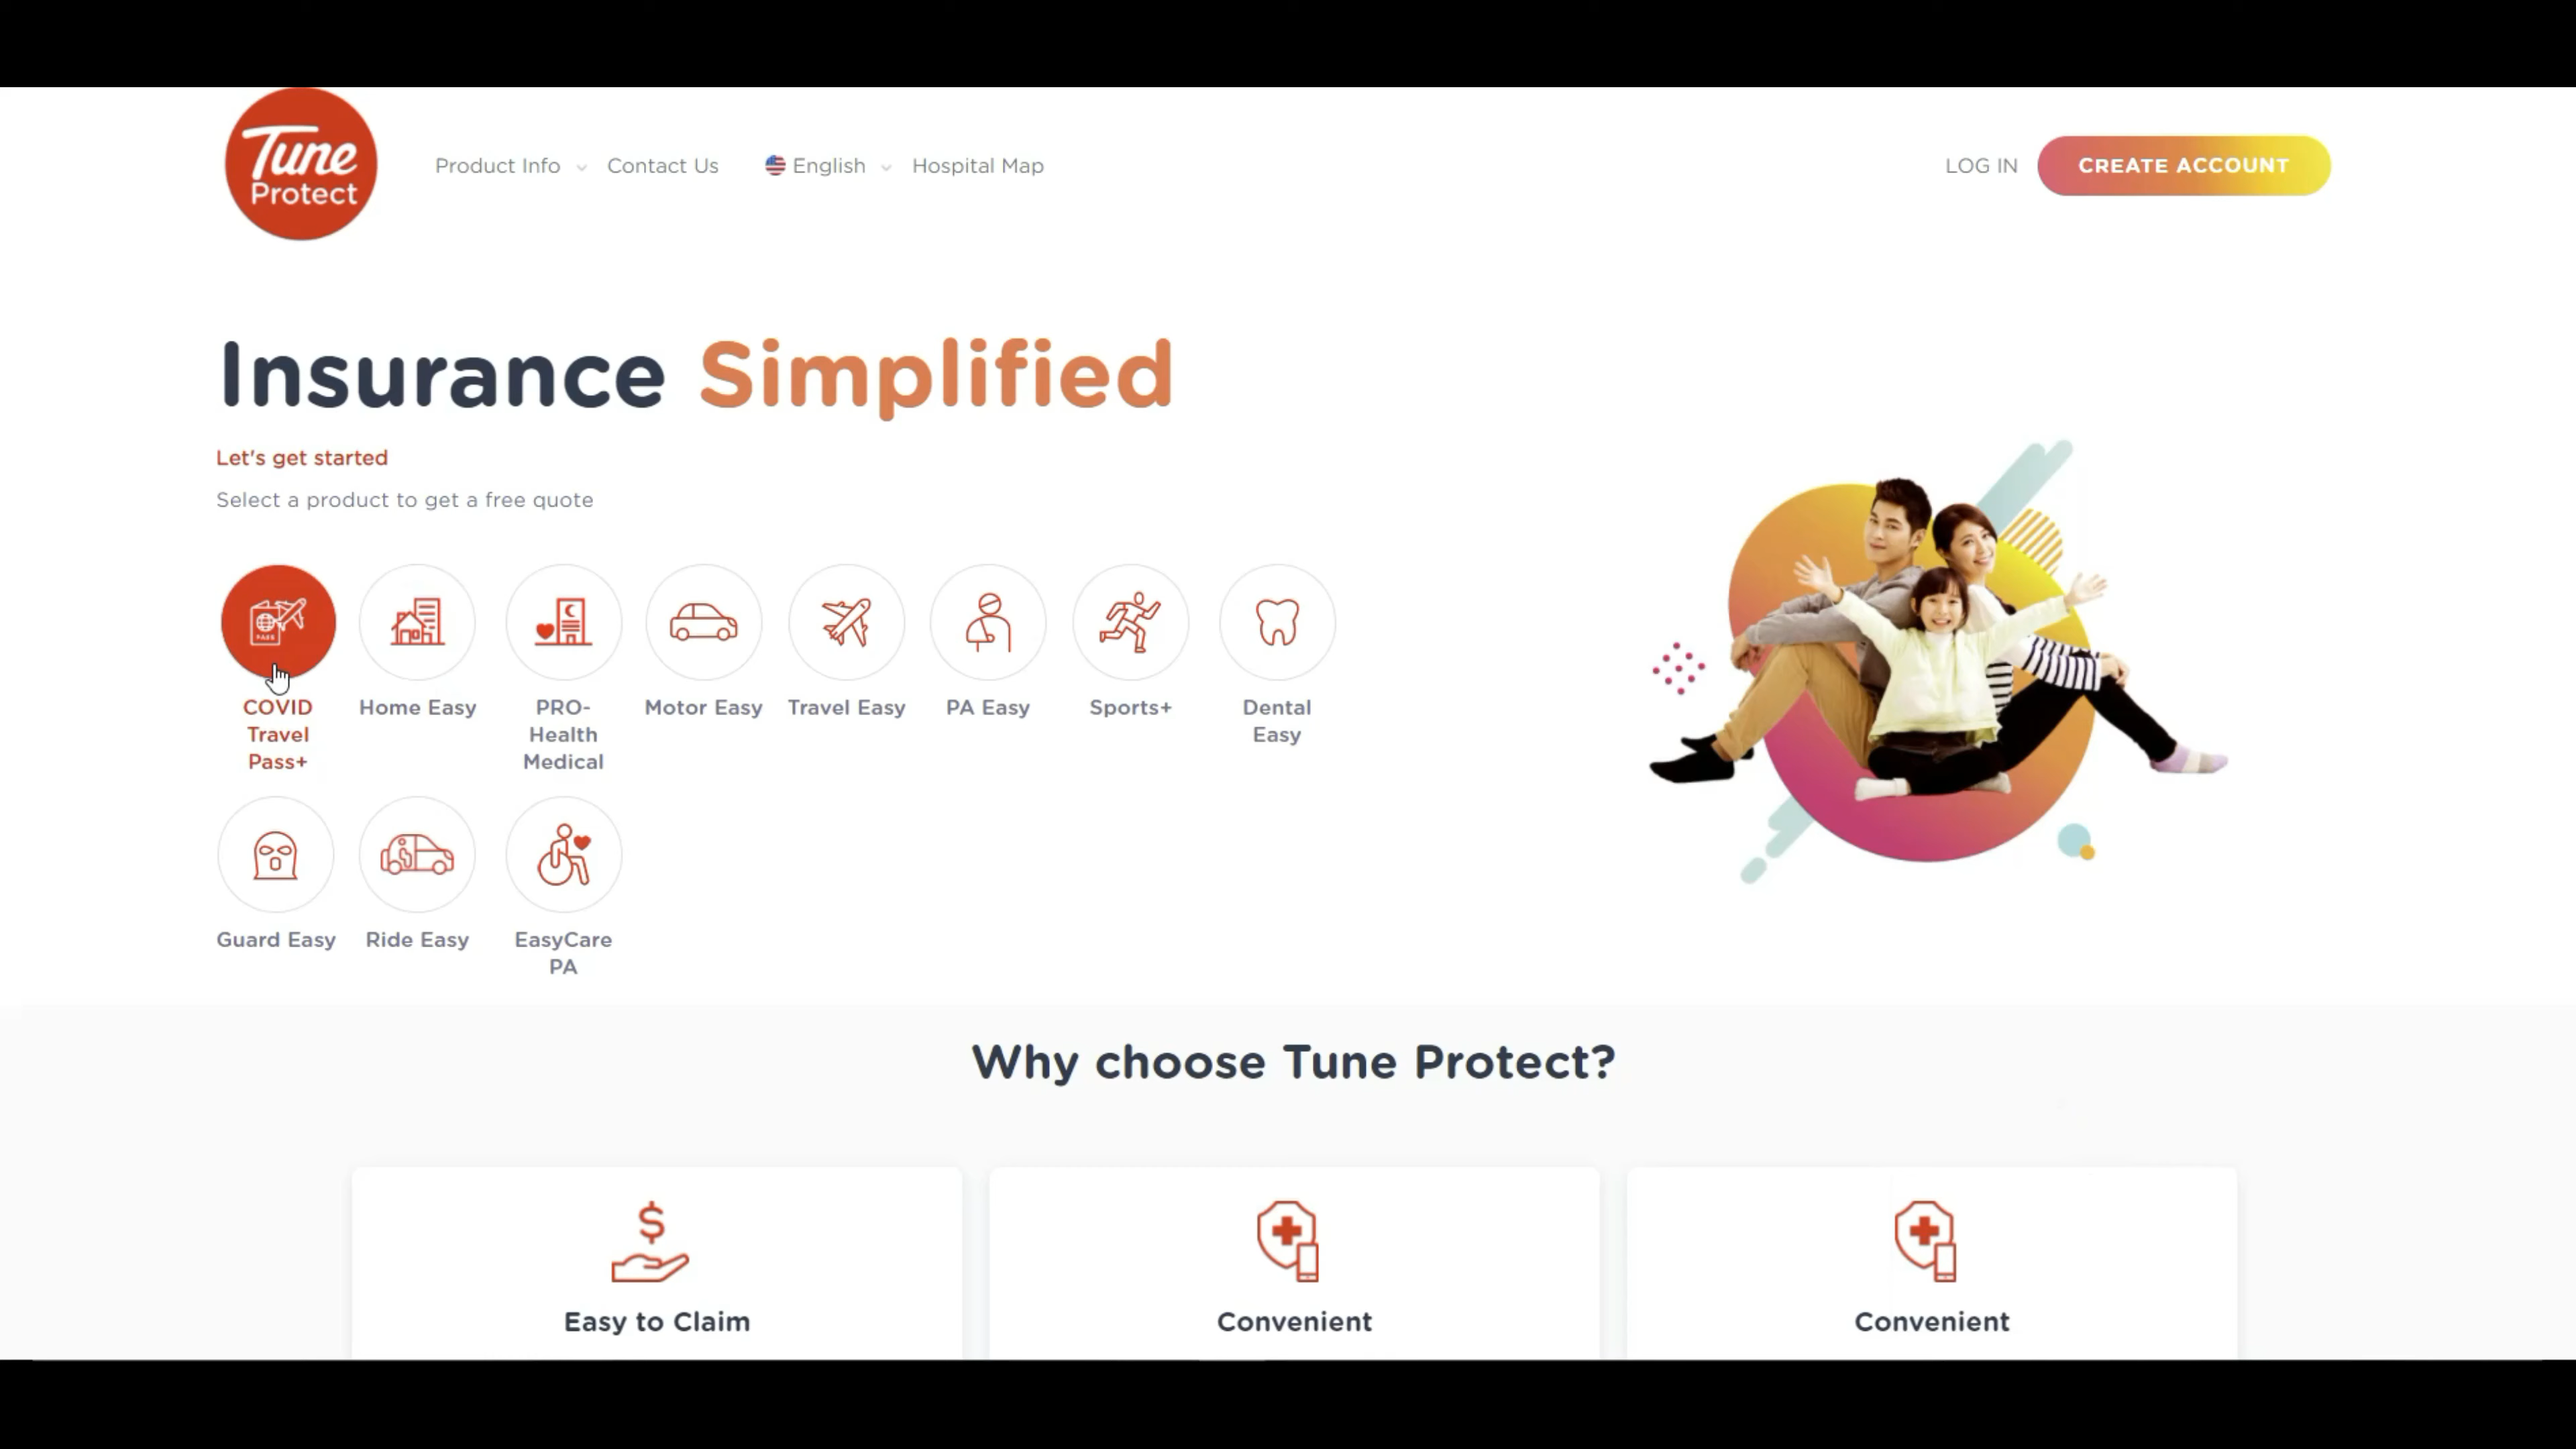 Tune
Protect
Product Info
Contact Us
English
Hospital Map
LOG IN
CREATE ACCOUNT
Insurance Simplified
Let's get started
Select a product to get a free quote
PASS
COVID
Travel
Pass+
Home Easy
PRO-
Health
Medical
Motor Easy
Travel Easy
PA Easy
Sports+
Dental
Easy
Guard Easy
Ride Easy
EasyCare
PA
Why choose Tune Protect?
$
Easy to Claim
Convenient
Convenient